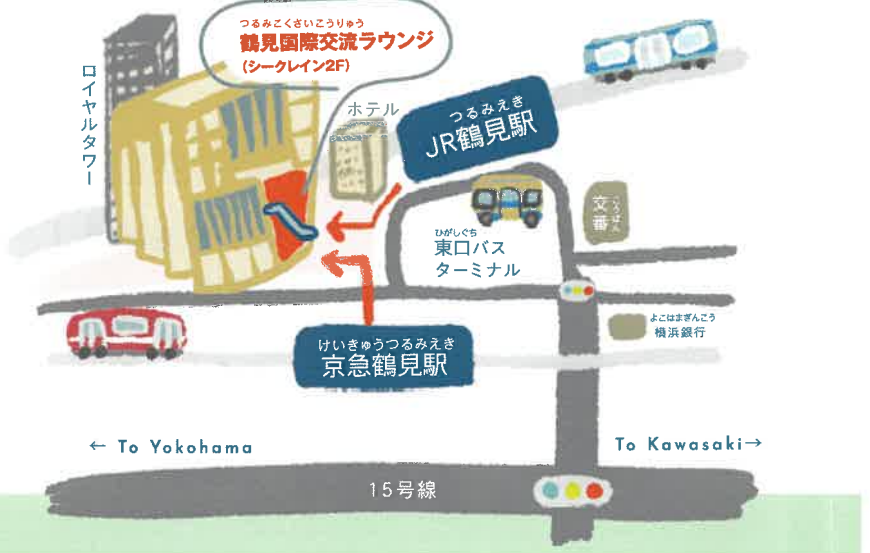 つるみこくさいこうりゅう
鶴見国際交流ラウンジ
(シークレイン2F)
ロイヤルタワー
ホテル
つるみえき
JR鶴見駅
こうばん
交番
ひがしぐち
東口バス
ターミナル
よこはまぎんこう
横浜銀行
けいきゅうつるみえき
京急鶴見駅
← To Yokohama
To Kawasaki→
15号線